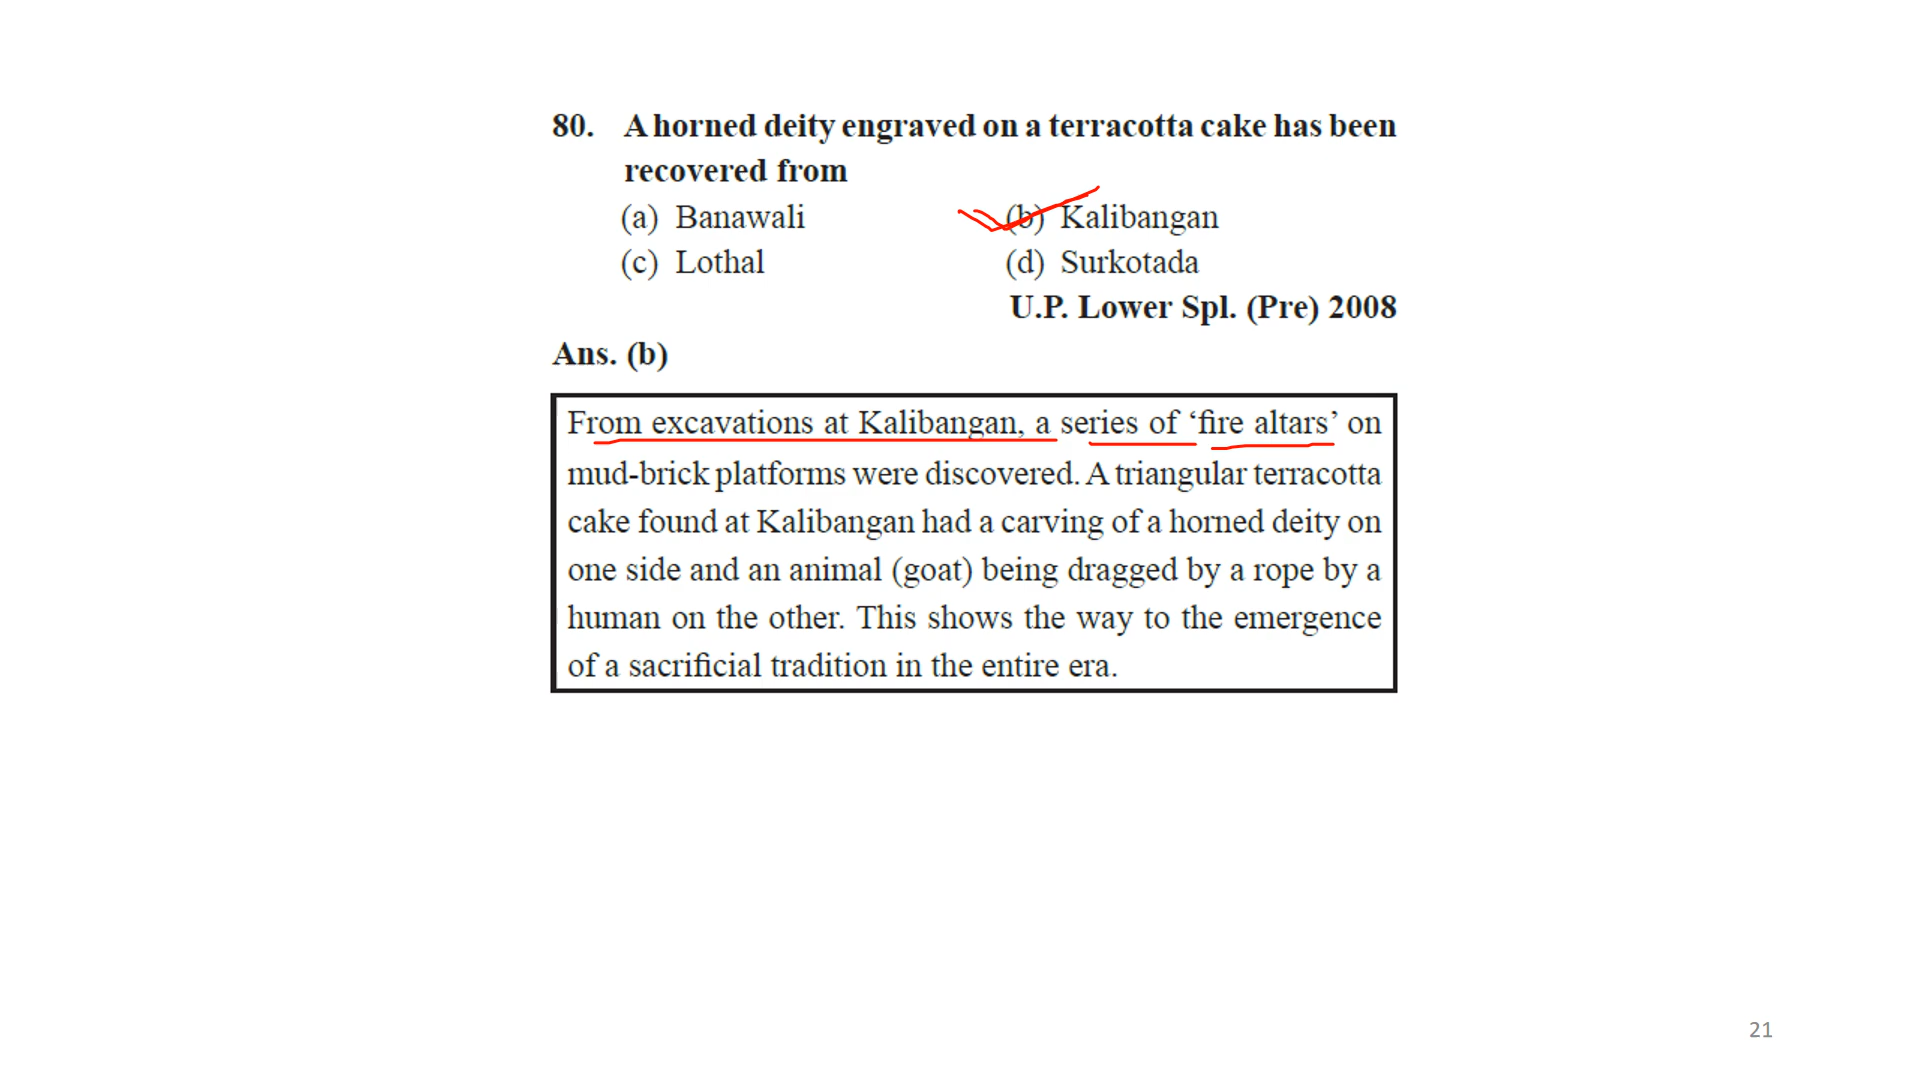 80. A horned deity engraved on a terracotta cake has been
recovered from
(a) Banawali (b) Kalibangan
(c) Lothal (d) Surkotada
U.P. Lower Spl. (Pre) 2008
Ans. (b)
From excavations at Kalibangan, a series of ‘fire altars’ on
mud-brick platforms were discovered. A triangular terracotta
cake found at Kalibangan had a carving of a horned deity on
one side and an animal (goat) being dragged by a rope by a
human on the other. This shows the way to the emergence
of a sacrificial tradition in the entire era.
21